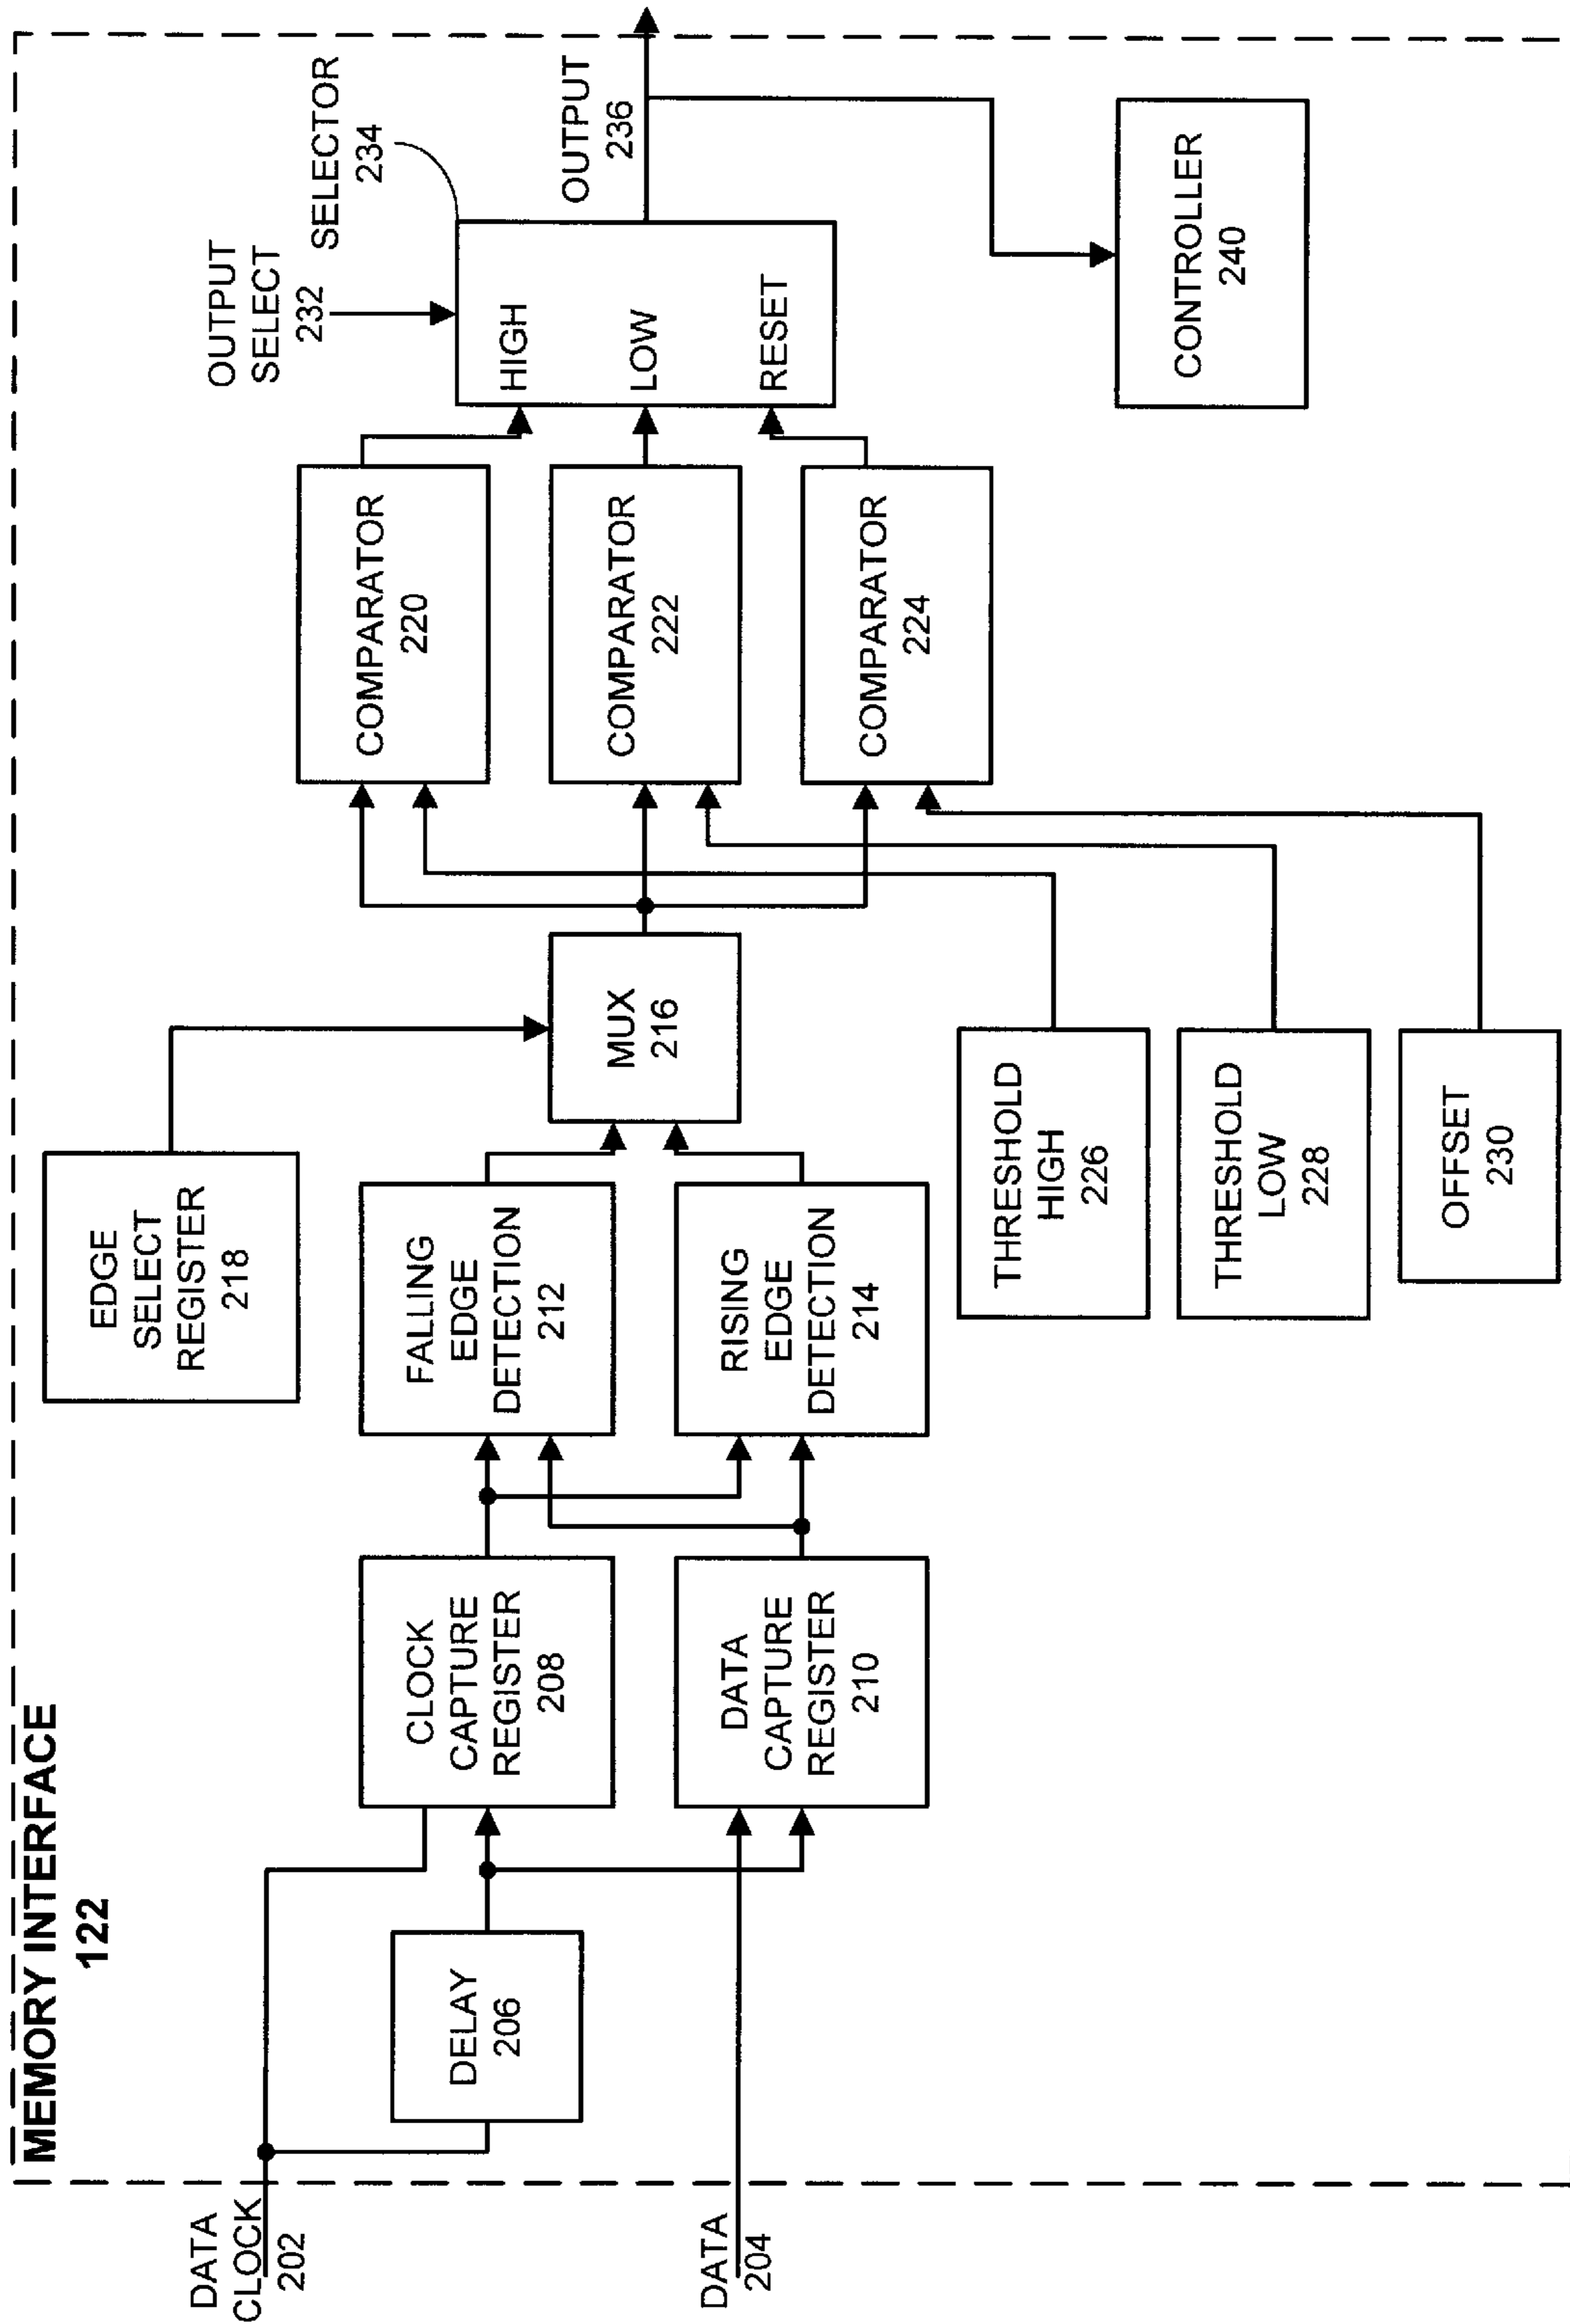 MEMORY INTERFACE
122
DATA
CLOCK
202
DATA
204
DELAY
206
CLOCK
CAPTURE
REGISTER
208
DATA
CAPTURE
REGISTER
210
EDGE
SELECT
REGISTER
218
FALLING
EDGE
DETECTION
212
RISING
EDGE
DETECTION
214
MUX
216
THRESHOLD
HIGH
226
THRESHOLD
LOW
228
OFFSET
230
COMPARATOR
220
COMPARATOR
222
COMPARATOR
224
OUTPUT
SELECT
232
SELECTOR
234
HIGH
LOW
RESET
OUTPUT
236
CONTROLLER
240